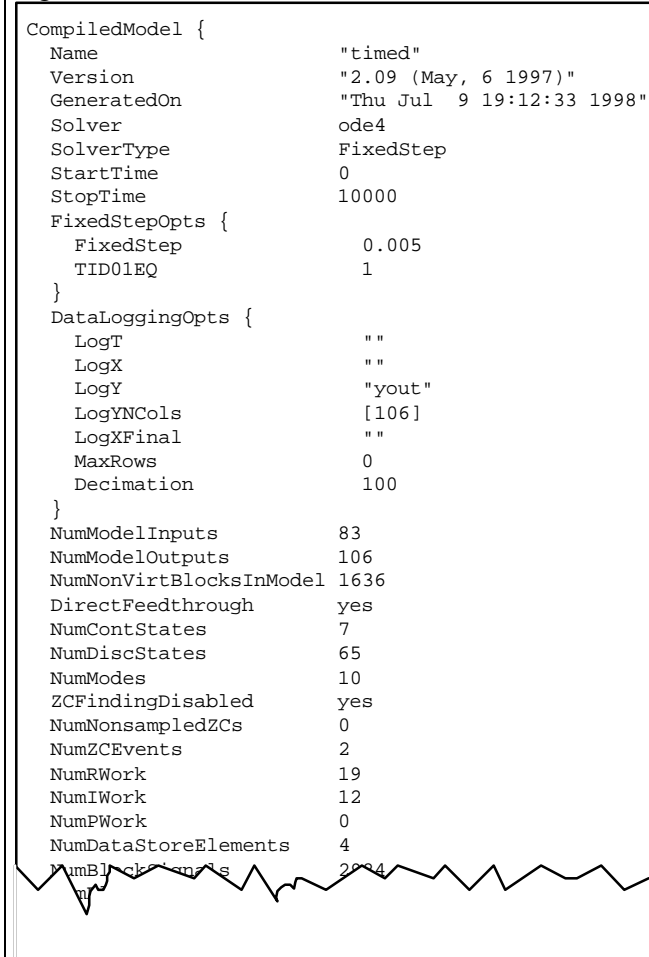 CompiledModel {
  Name                    "timed"
  Version                 "2.09 (May, 6 1997)"
  GeneratedOn             "Thu Jul  9 19:12:33 1998"
  Solver                  ode4
  SolverType              FixedStep
  StartTime               0
  StopTime                10000
  FixedStepOpts {
    FixedStep               0.005
    TID01EQ                 1
  }
  DataLoggingOpts {
    LogT                    ""
    LogX                    ""
    LogY                    "yout"
    LogYNCols               [106]
    LogXFinal               ""
    MaxRows                 0
    Decimation              100
  }
  NumModelInputs          83
  NumModelOutputs         106
  NumNonVirtBlocksInModel 1636
  DirectFeedthrough       yes
  NumContStates           7
  NumDiscStates           65
  NumModes                10
  ZCFindingDisabled       yes
  NumNonsampledZCs        0
  NumZCEvents             2
  NumRWork                19
  NumIWork                12
  NumPWork                0
  NumDataStoreElements    4
  NumBlockSignals